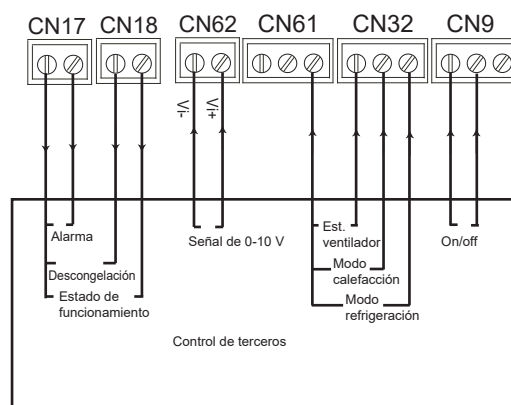 CN17 CN18 CN62 CN61 CN32 CN9
Vi- Vi+
Alarma
Señal de 0-10 V
Est.
ventilador
On/off
Descongelación
Modo
calefacción
Estado de
funcionamiento
Modo
refrigeración
Control de terceros